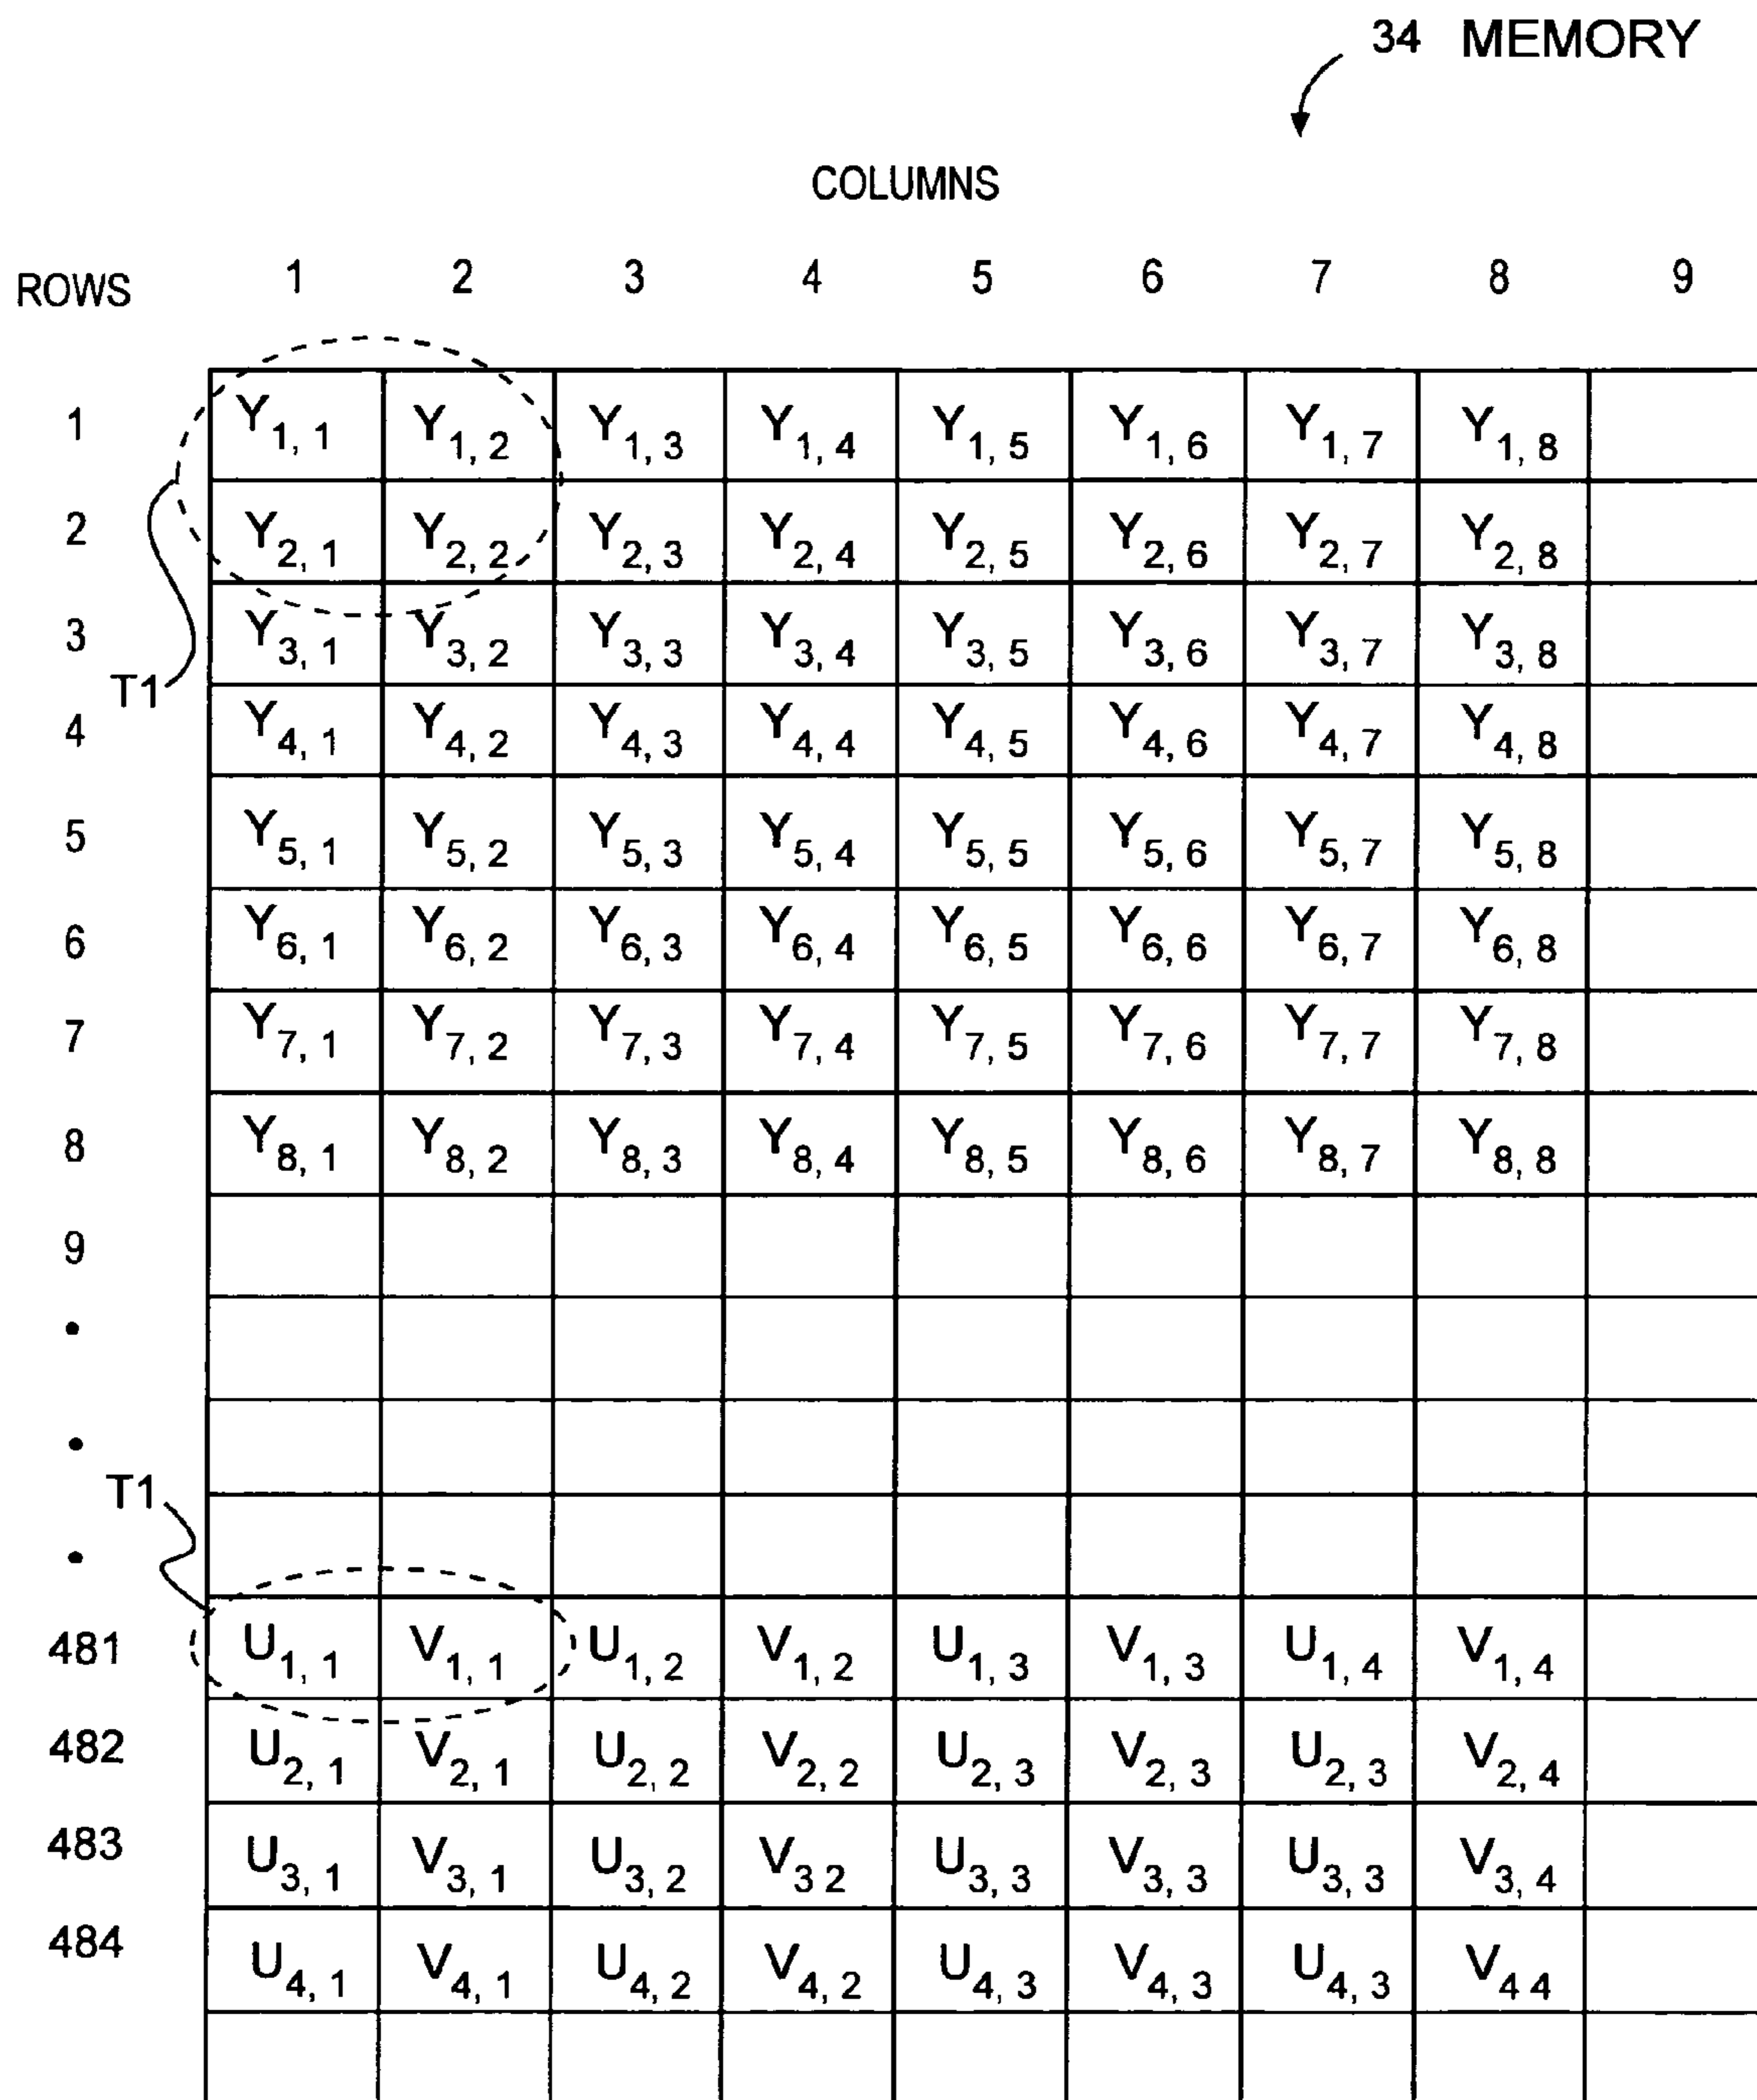 34 MEMORY
COLUMNS
ROWS 1 2 3 4 5 6 7 8 9
1 Y1, 1 Y1, 2 Y1, 3 Y1, 4 Y1, 5 Y1, 6 Y1, 7 Y1, 8
2 Y2, 1 Y2, 2 Y2, 3 Y2, 4 Y2, 5 Y2, 6 Y2, 7 Y2, 8
3 Y3, 1 Y3, 2 Y3, 3 Y3, 4 Y3, 5 Y3, 6 Y3, 7 Y3, 8
T1
4 Y4, 1 Y4, 2 Y4, 3 Y4, 4 Y4, 5 Y4, 6 Y4, 7 Y4, 8
5 Y5, 1 Y5, 2 Y5, 3 Y5, 4 Y5, 5 Y5, 6 Y5, 7 Y5, 8
6 Y6, 1 Y6, 2 Y6, 3 Y6, 4 Y6, 5 Y6, 6 Y6, 7 Y6, 8
7 Y7, 1 Y7, 2 Y7, 3 Y7, 4 Y7, 5 Y7, 6 Y7, 7 Y7, 8
8 Y8, 1 Y8, 2 Y8, 3 Y8, 4 Y8, 5 Y8, 6 Y8, 7 Y8, 8
9
•
•
T1
•
481 U1, 1 V1, 1 U1, 2 V1, 2 U1, 3 V1, 3 U1, 4 V1, 4
482 U2, 1 V2, 1 U2, 2 V2, 2 U2, 3 V2, 3 U2, 3 V2, 4
483 U3, 1 V3, 1 U3, 2 V3 2 U3, 3 V3, 3 U3, 3 V3, 4
484 U4, 1 V4, 1 U4, 2 V4, 2 U4, 3 V4, 3 U4, 3 V4 4